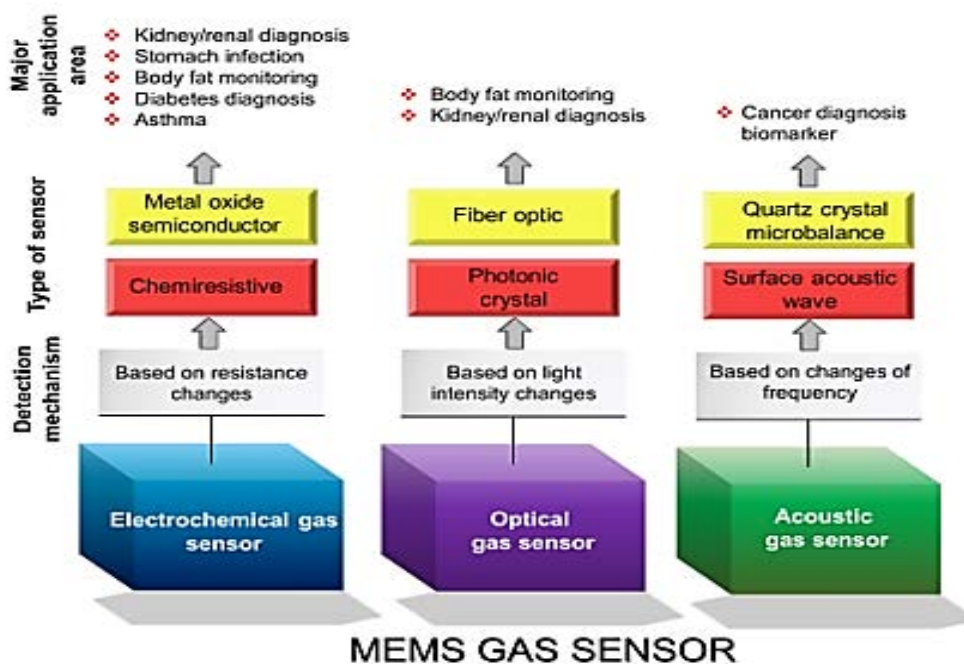 Major
application
area
❖ Kidney/renal diagnosis
❖ Stomach infection
❖ Body fat monitoring
❖ Diabetes diagnosis
❖ Asthma
❖ Body fat monitoring
❖ Kidney/renal diagnosis
❖ Cancer diagnosis
biomarker
Type of sensor
Metal oxide
semiconductor
Fiber optic
Quartz crystal
microbalance
Chemiresistive
Photonic
crystal
Surface acoustic
wave
Detection
mechanism
Based on resistance
changes
Based on light
intensity changes
Based on changes of
frequency
Electrochemical gas
sensor
Optical
gas sensor
Acoustic
gas sensor
MEMS GAS SENSOR